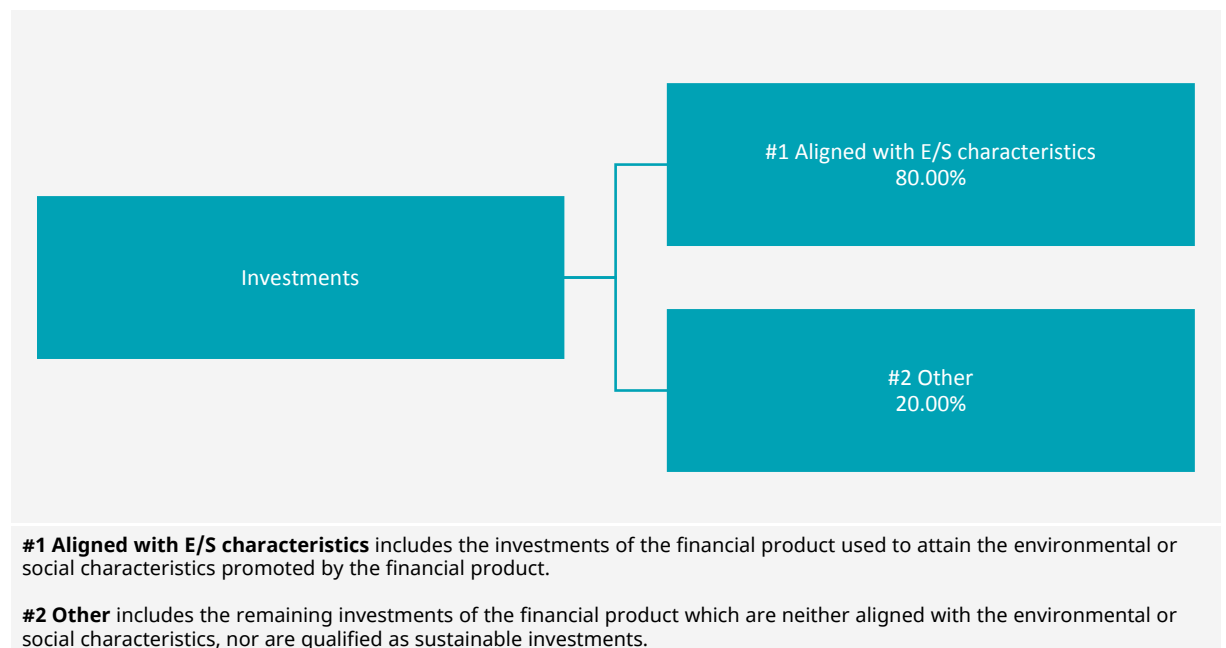 #1 Aligned with E/S characteristics
80.00%
Investments
#2 Other
20.00%
#1 Aligned with E/S characteristics includes the investments of the financial product used to attain the environmental or
social characteristics promoted by the financial product.
#2 Other includes the remaining investments of the financial product which are neither aligned with the environmental or
social characteristics, nor are qualified as sustainable investments.